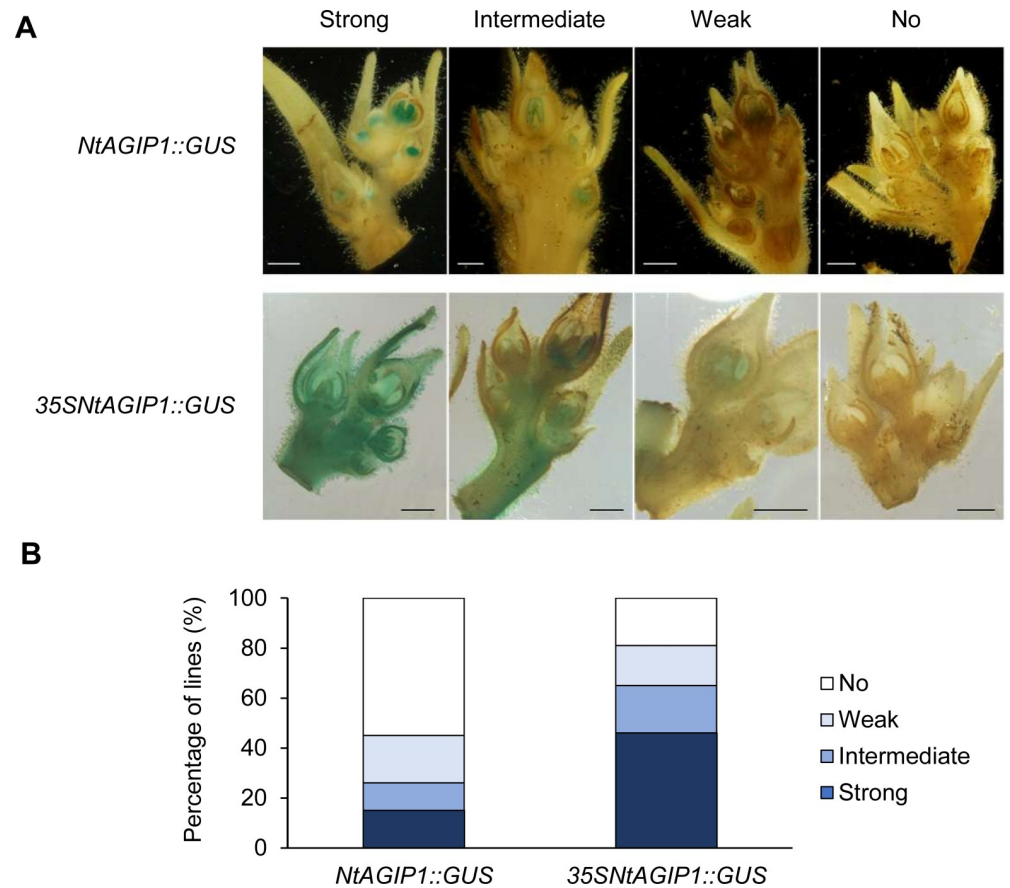 A
Strong Intermediate Weak No
NtAGIP1::GUS
35SNtAGIP1::GUS
B
Percentage of lines (%)
100
80
60
40
20
0
NtAGIP1::GUS 35SNtAGIP1::GUS
No
Weak
Intermediate
Strong